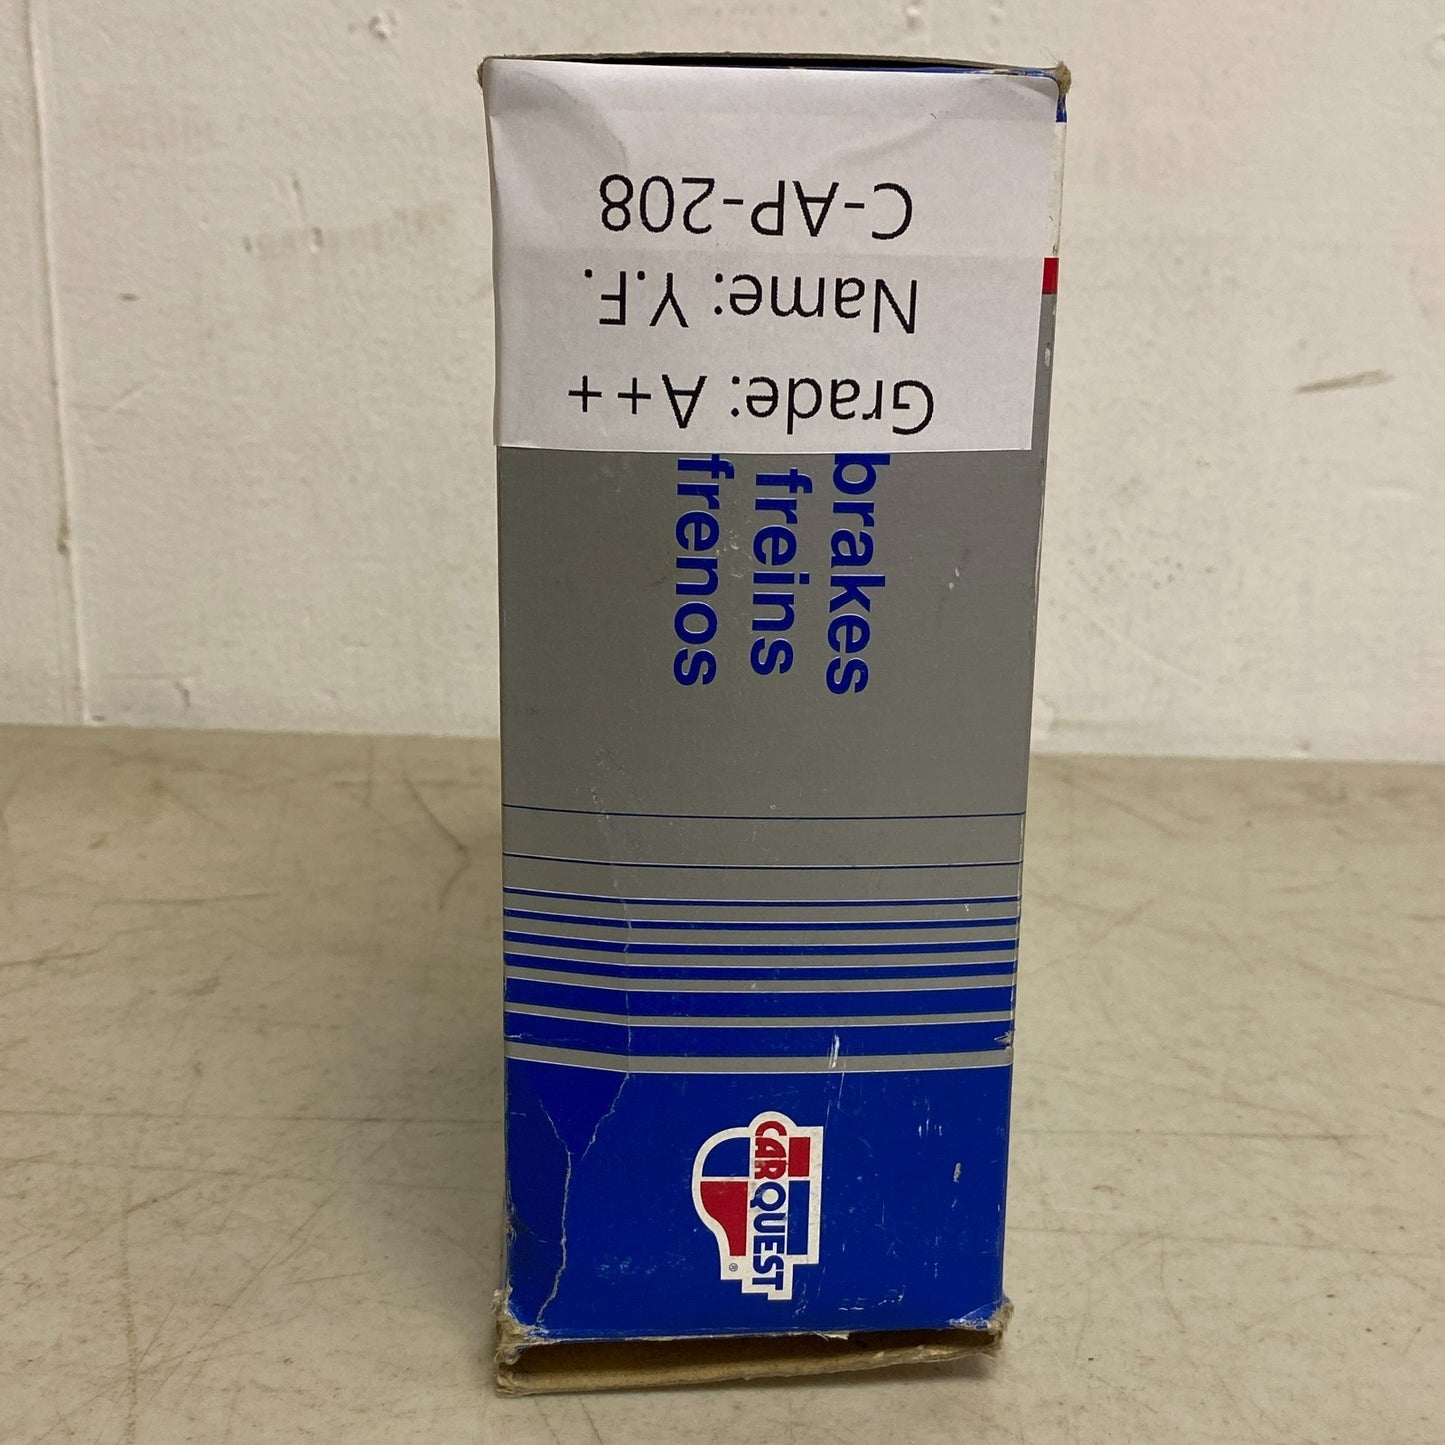 Grade: A++
Name: Y.F.
C-AP-208
brakes
freins
frenos
CARQUEST
®